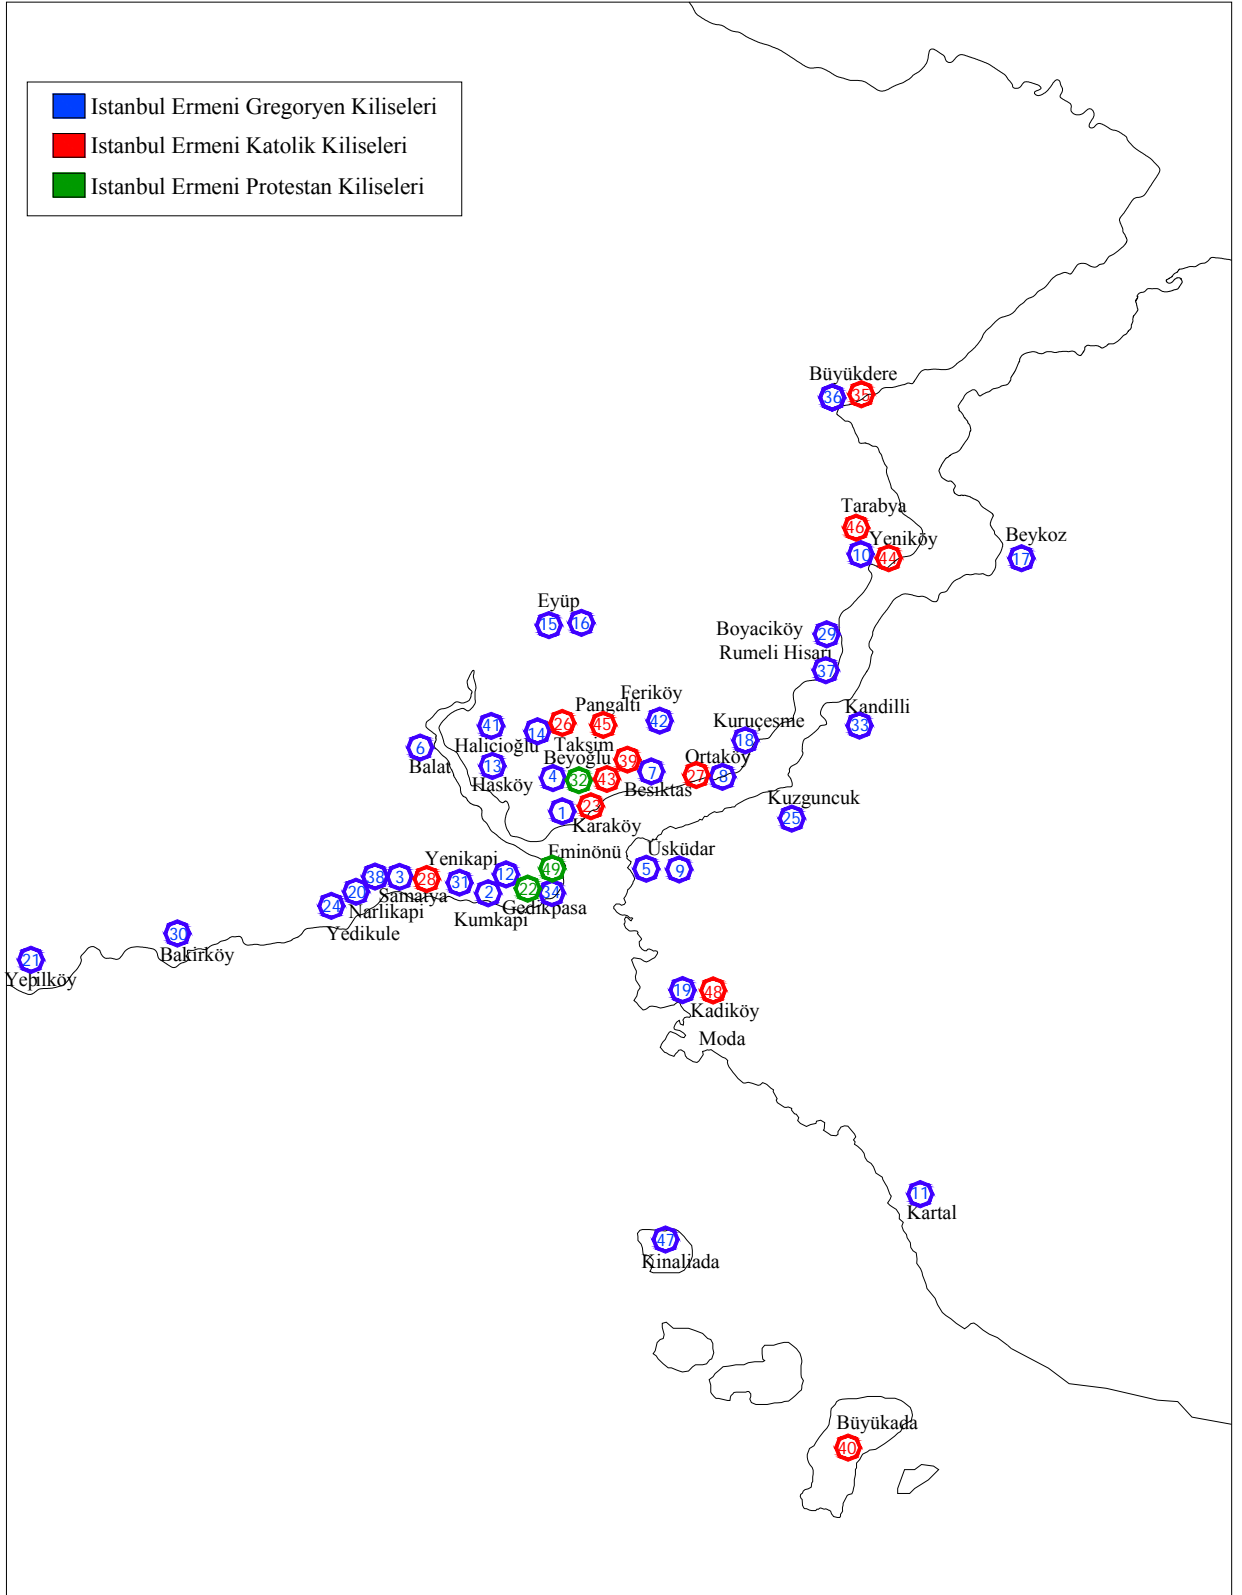 Istanbul Ermeni Gregoryen Kiliseleri
Istanbul Ermeni Katolik Kiliseleri
Istanbul Ermeni Protestan Kiliseleri
Büyükdere
36 35
Tarabya
46
Yeniköy
10 44
Beykoz
17
Eyüp
15 16
Boyaciköy
29
Rumeli Hisari
37
Feriköy
42
Pangalti
45
26
14
41
Haliçioğlu
Taksim
Kuruçesme
18
Kandilli
33
6
Balat
13
Hasköy
Beyoğlu
39
4 32 43
7
Besiktas
Ortaköy
27 8
1 23
Karaköy
Kuzguncuk
25
Eminönü
49
Üsküdar
5 9
Yenikapi
38 3 28 31 12
20
Samatya
2
22 34
24
Narlikapi
Kumkapi
Gedikpasa
Yedikule
30
Bakirköy
21
Yeþilköy
19 48
Kadiköy
Moda
11
Kartal
47
Kinaliada
Büyükada
40